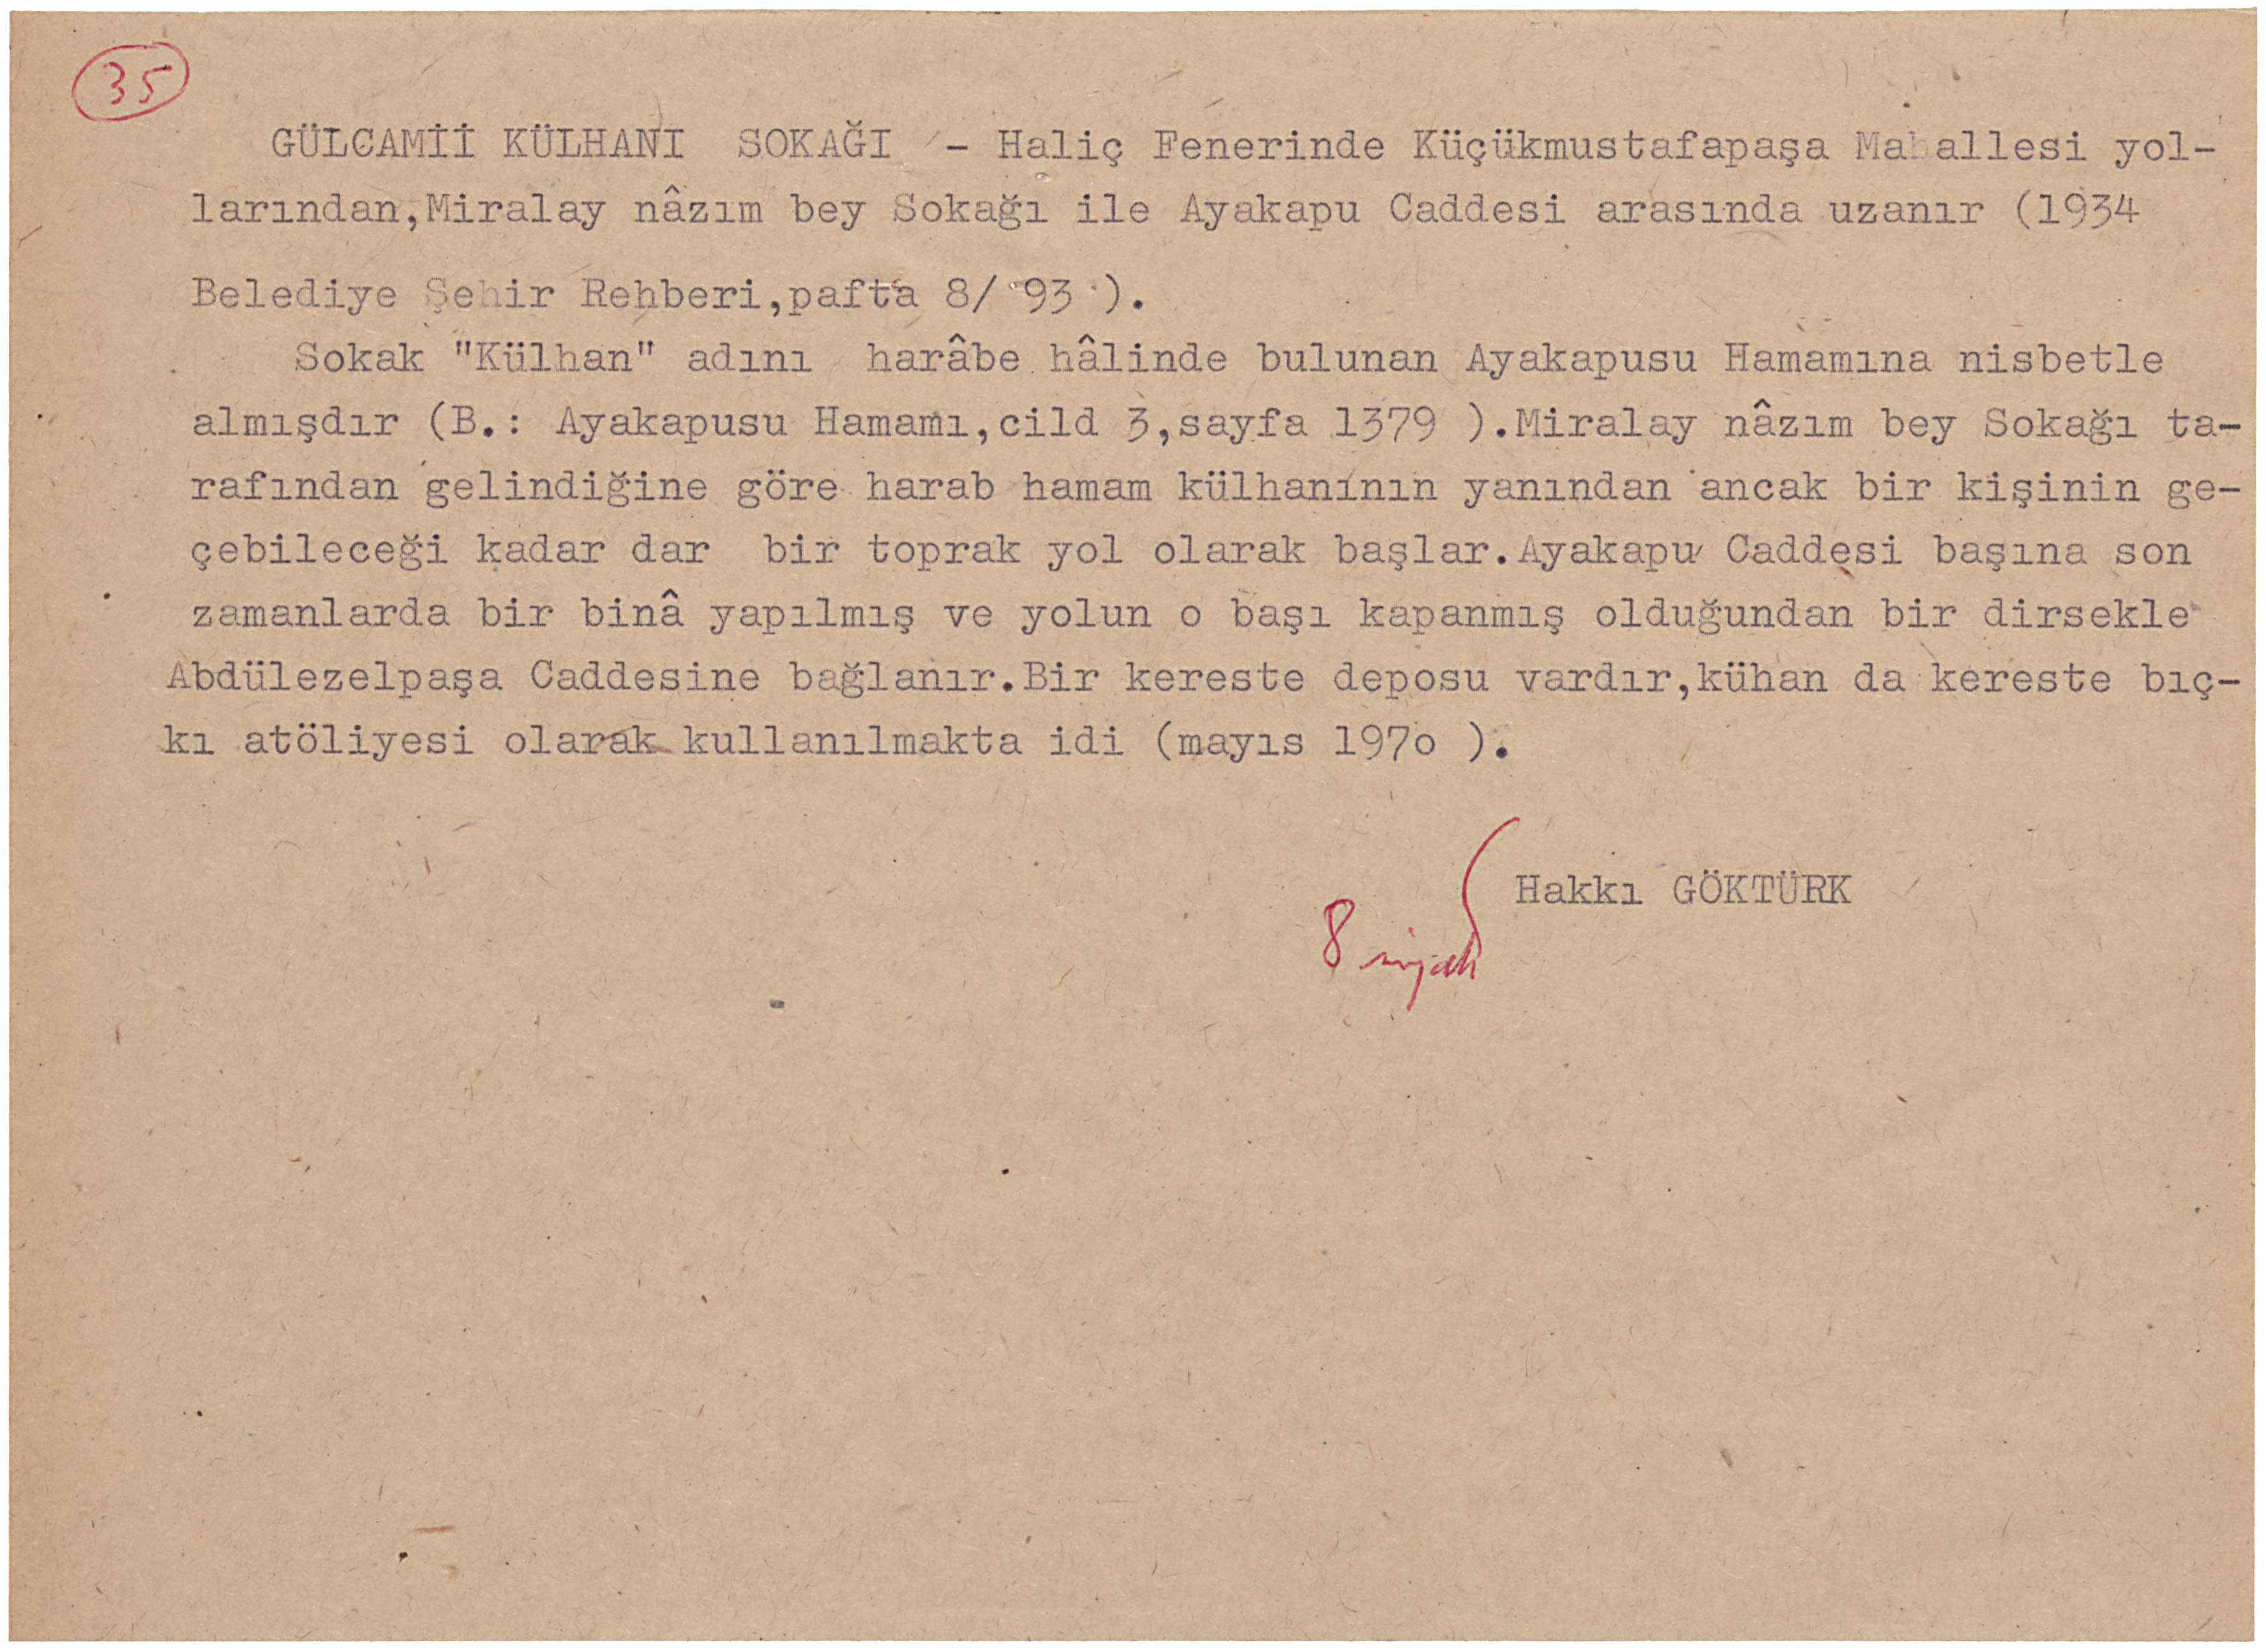 35
GÜLCAMİİ KÜLHANI SOKAĞI - Haliç Fenerinde Küçükmustafapaşa Mahallesi yol-
larından,Miralay nâzım bey Sokağı ile Ayakapu Caddesi arasında uzanır (1934
Belediye Şehir Rehberi,pafta 8/ 93 ).
Sokak "Külhan" adını harâbe hâlinde bulunan Ayakapusu Hamamına nisbetle
almışdır (B.: Ayakapusu Hamamı,cild 3,sayfa 1379 ).Miralay nâzım bey Sokağı ta-
rafından gelindiğine göre harab hamam külhanının yanından ancak bir kişinin ge-
çebileceği kadar dar bir toprak yol olarak başlar.Ayakapu Caddesi başına son
zamanlarda bir binâ yapılmış ve yolun o başı kapanmış olduğundan bir dirsekle
Abdülezelpaşa Caddesine bağlanır.Bir kereste deposu vardır,kühan da kereste bıç-
kı atöliyesi olarak kullanılmakta idi (mayıs 197o ).
Hakkı GÖKTÜRK
8 siyah